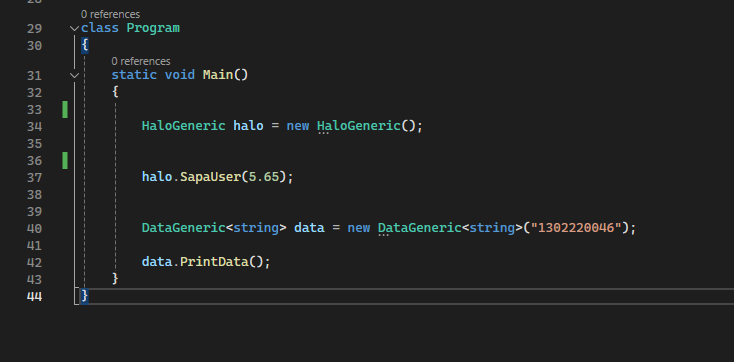 28
0 references
29 class Program
30 {
0 references
31 static void Main()
32 {
33
34 HaloGeneric halo = new HaloGeneric();
35
36
37 halo.SapaUser(5.65);
38
39
40 DataGeneric<string> data = new DataGeneric<string>("1302220046");
41
42 data.PrintData();
43 }
44 }